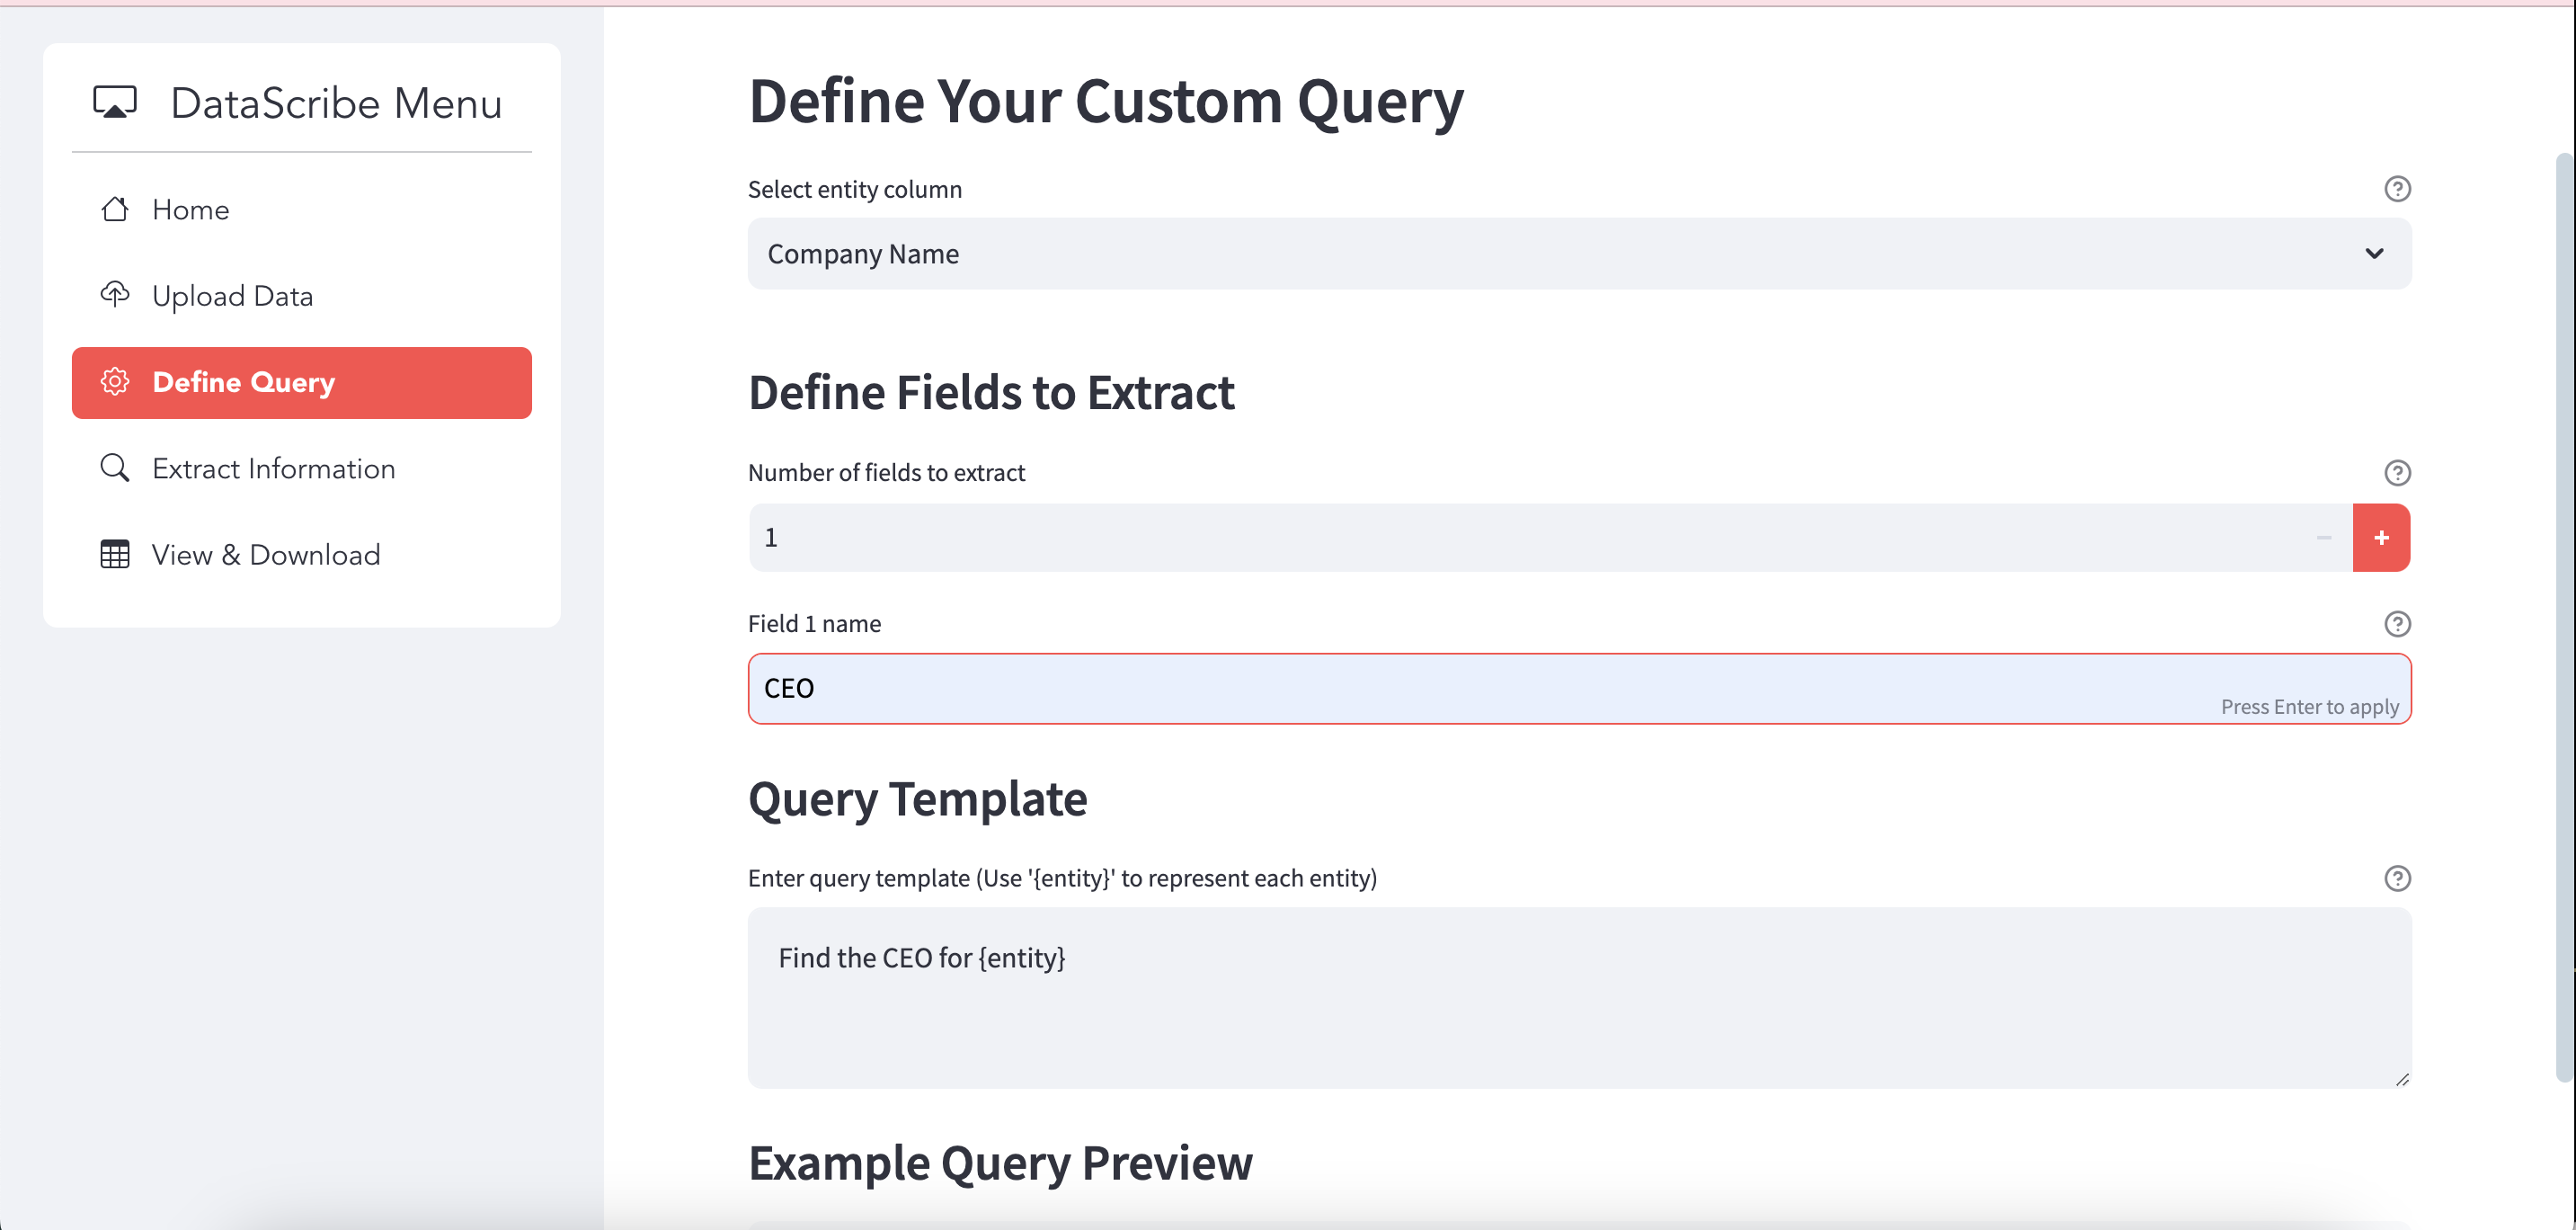 DataScribe Menu
Home
Upload Data
Define Query
Extract Information
View & Download
Define Your Custom Query
Select entity column
Company Name
Define Fields to Extract
Number of fields to extract
1
Field 1 name
CEO
Press Enter to apply
Query Template
Enter query template (Use '{entity}' to represent each entity)
Find the CEO for {entity}
Example Query Preview